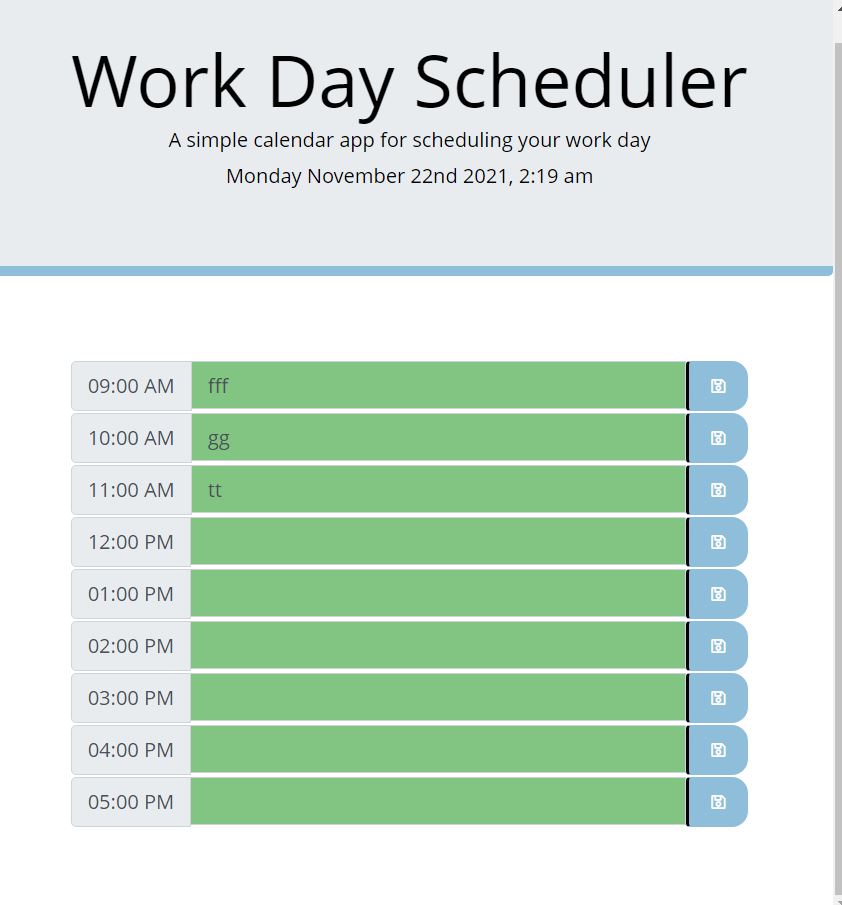 Work Day Scheduler
A simple calendar app for scheduling your work day
Monday November 22nd 2021, 2:19 am
09:00 AM fff
10:00 AM gg
11:00 AM tt
12:00 PM
01:00 PM
02:00 PM
03:00 PM
04:00 PM
05:00 PM